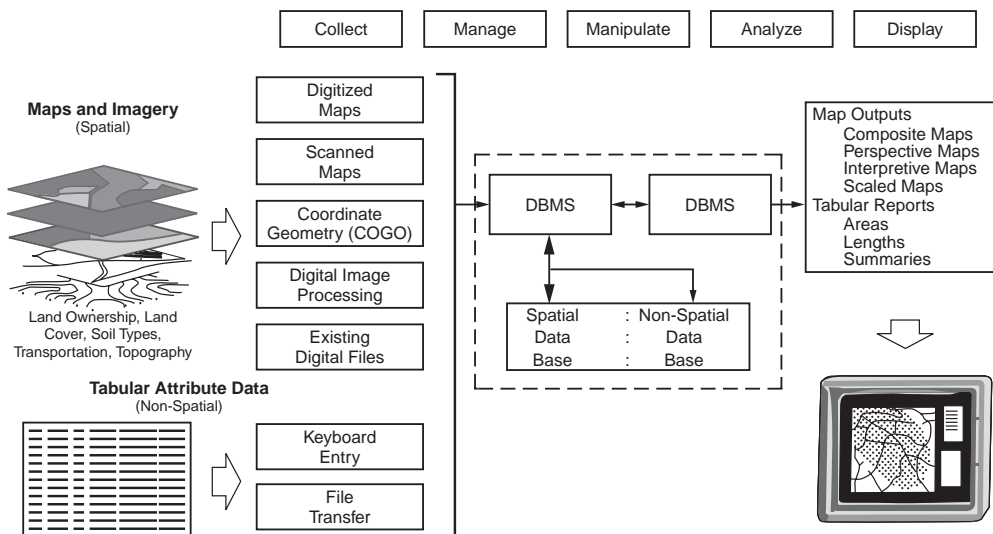 Collect
Manage
Manipulate
Analyze
Display
Maps and Imagery
(Spatial)
Land Ownership, Land
Cover, Soil Types,
Transportation, Topography
Tabular Attribute Data
(Non-Spatial)
Digitized
Maps
Scanned
Maps
Coordinate
Geometry (COGO)
Digital Image
Processing
Existing
Digital Files
Keyboard
Entry
File
Transfer
DBMS
DBMS
Spatial : Non-Spatial
Data : Data
Base : Base
Map Outputs
Composite Maps
Perspective Maps
Interpretive Maps
Scaled Maps
Tabular Reports
Areas
Lengths
Summaries